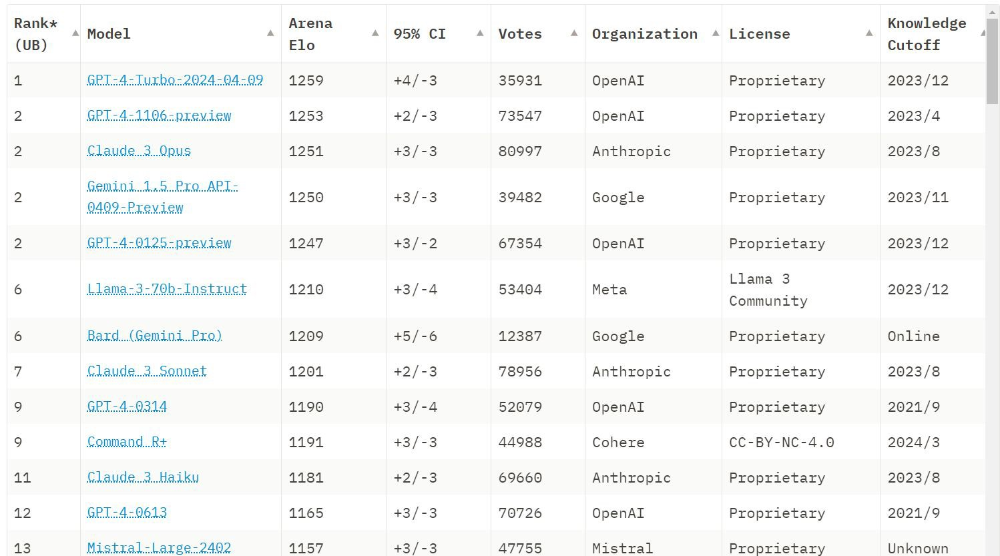 Rank* (UB) Model Arena Elo 95% CI Votes Organization License Knowledge Cutoff
1 GPT-4-Turbo-2024-04-09 1259 +4/-3 35931 OpenAI Proprietary 2023/12
2 GPT-4-1106-preview 1253 +2/-3 73547 OpenAI Proprietary 2023/4
2 Claude 3 Opus 1251 +3/-3 80997 Anthropic Proprietary 2023/8
2 Gemini 1.5 Pro API-0409-Preview 1250 +3/-3 39482 Google Proprietary 2023/11
2 GPT-4-0125-preview 1247 +3/-2 67354 OpenAI Proprietary 2023/12
6 Llama-3-70b-Instruct 1210 +3/-4 53404 Meta Llama 3 Community 2023/12
6 Bard (Gemini Pro) 1209 +5/-6 12387 Google Proprietary Online
7 Claude 3 Sonnet 1201 +2/-3 78956 Anthropic Proprietary 2023/8
9 GPT-4-0314 1190 +3/-4 52079 OpenAI Proprietary 2021/9
9 Command R+ 1191 +3/-3 44988 Cohere CC-BY-NC-4.0 2024/3
11 Claude 3 Haiku 1181 +2/-3 69660 Anthropic Proprietary 2023/8
12 GPT-4-0613 1165 +3/-3 70726 OpenAI Proprietary 2021/9
13 Mistral-Large-2402 1157 +3/-3 47755 Mistral Proprietary Unknown